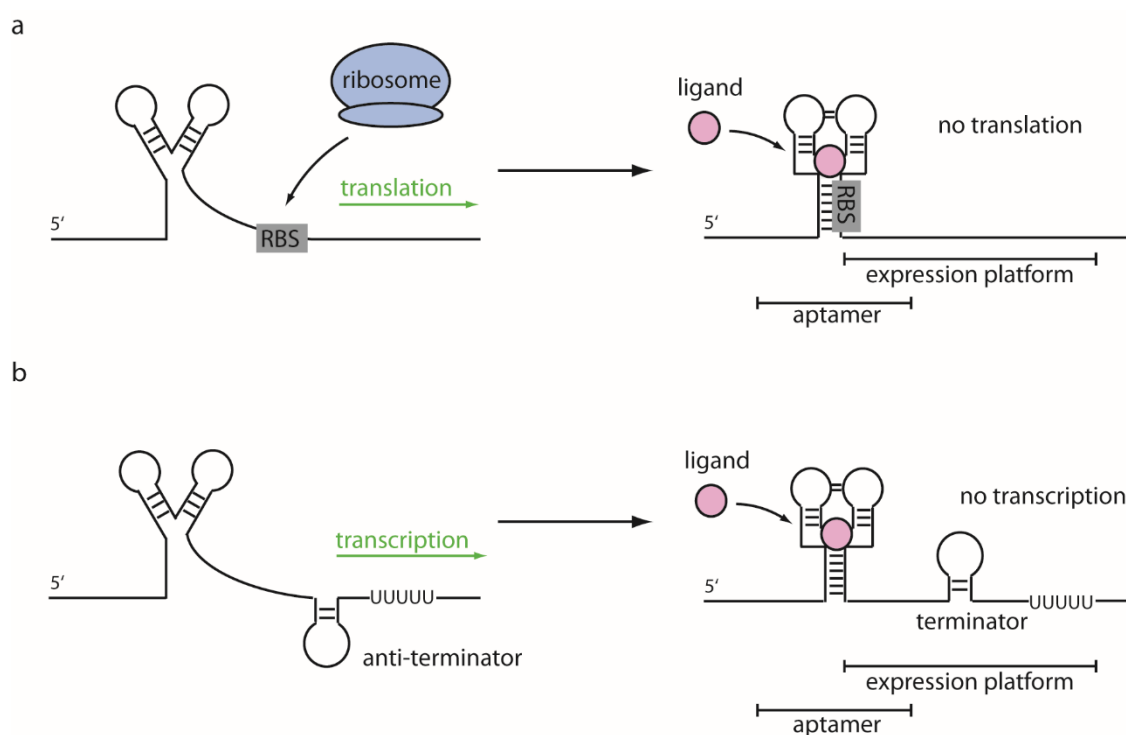 a
ribosome
translation
5‘
RBS
ligand
no translation
RBS
5‘
expression platform
aptamer
b
transcription
5‘
UUUUU
anti-terminator
ligand
no transcription
5‘
UUUUU
terminator
expression platform
aptamer